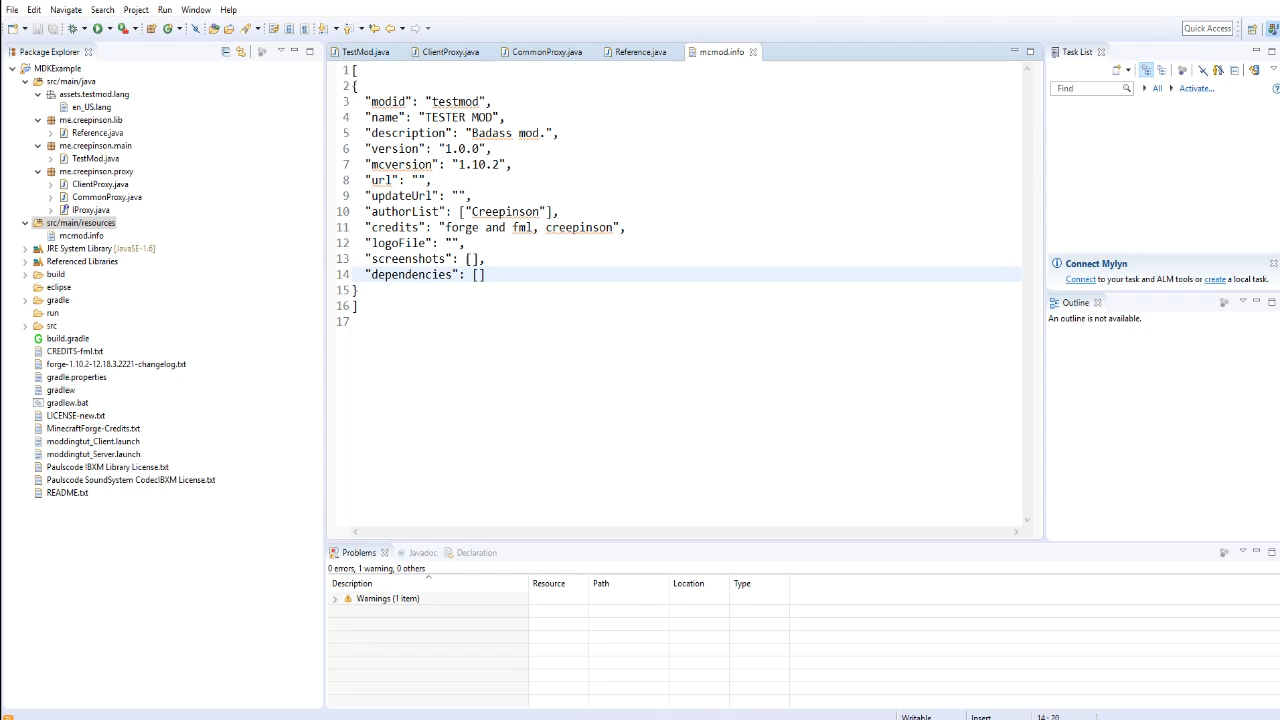 File Edit Navigate Search Project Run Window Help
Quick Access
Package Explorer
MDKExample
src/main/java
assets.testmod.lang
en_US.lang
me.creepinson.lib
Reference.java
me.creepinson.main
TestMod.java
me.creepinson.proxy
ClientProxy.java
CommonProxy.java
IProxy.java
src/main/resources
mcmod.info
JRE System Library [JavaSE-1.6]
Referenced Libraries
build
eclipse
gradle
run
src
build.gradle
CREDITS-fml.txt
forge-1.10.2-12.18.3.2221-changelog.txt
gradle.properties
gradlew
gradlew.bat
LICENSE-new.txt
MinecraftForge-Credits.txt
moddingtut_Client.launch
moddingtut_Server.launch
Paulscode IBXM Library License.txt
Paulscode SoundSystem CodecIBXM License.txt
README.txt
TestMod.java ClientProxy.java CommonProxy.java Reference.java mcmod.info
1 [
2 {
3 "modid": "testmod",
4 "name": "TESTER MOD",
5 "description": "Badass mod.",
6 "version": "1.0.0",
7 "mcversion": "1.10.2",
8 "url": "",
9 "updateUrl": "",
10 "authorList": ["Creepinson"],
11 "credits": "forge and fml, creepinson",
12 "logoFile": "",
13 "screenshots": [],
14 "dependencies": []
15 }
16 ]
17
Task List
Find All Activate...
Connect Mylyn
Connect to your task and ALM tools or create a local task.
Outline
An outline is not available.
Problems Javadoc Declaration
0 errors, 1 warning, 0 others
Description Resource Path Location Type
Warnings (1 item)
Writable Insert 14 : 20